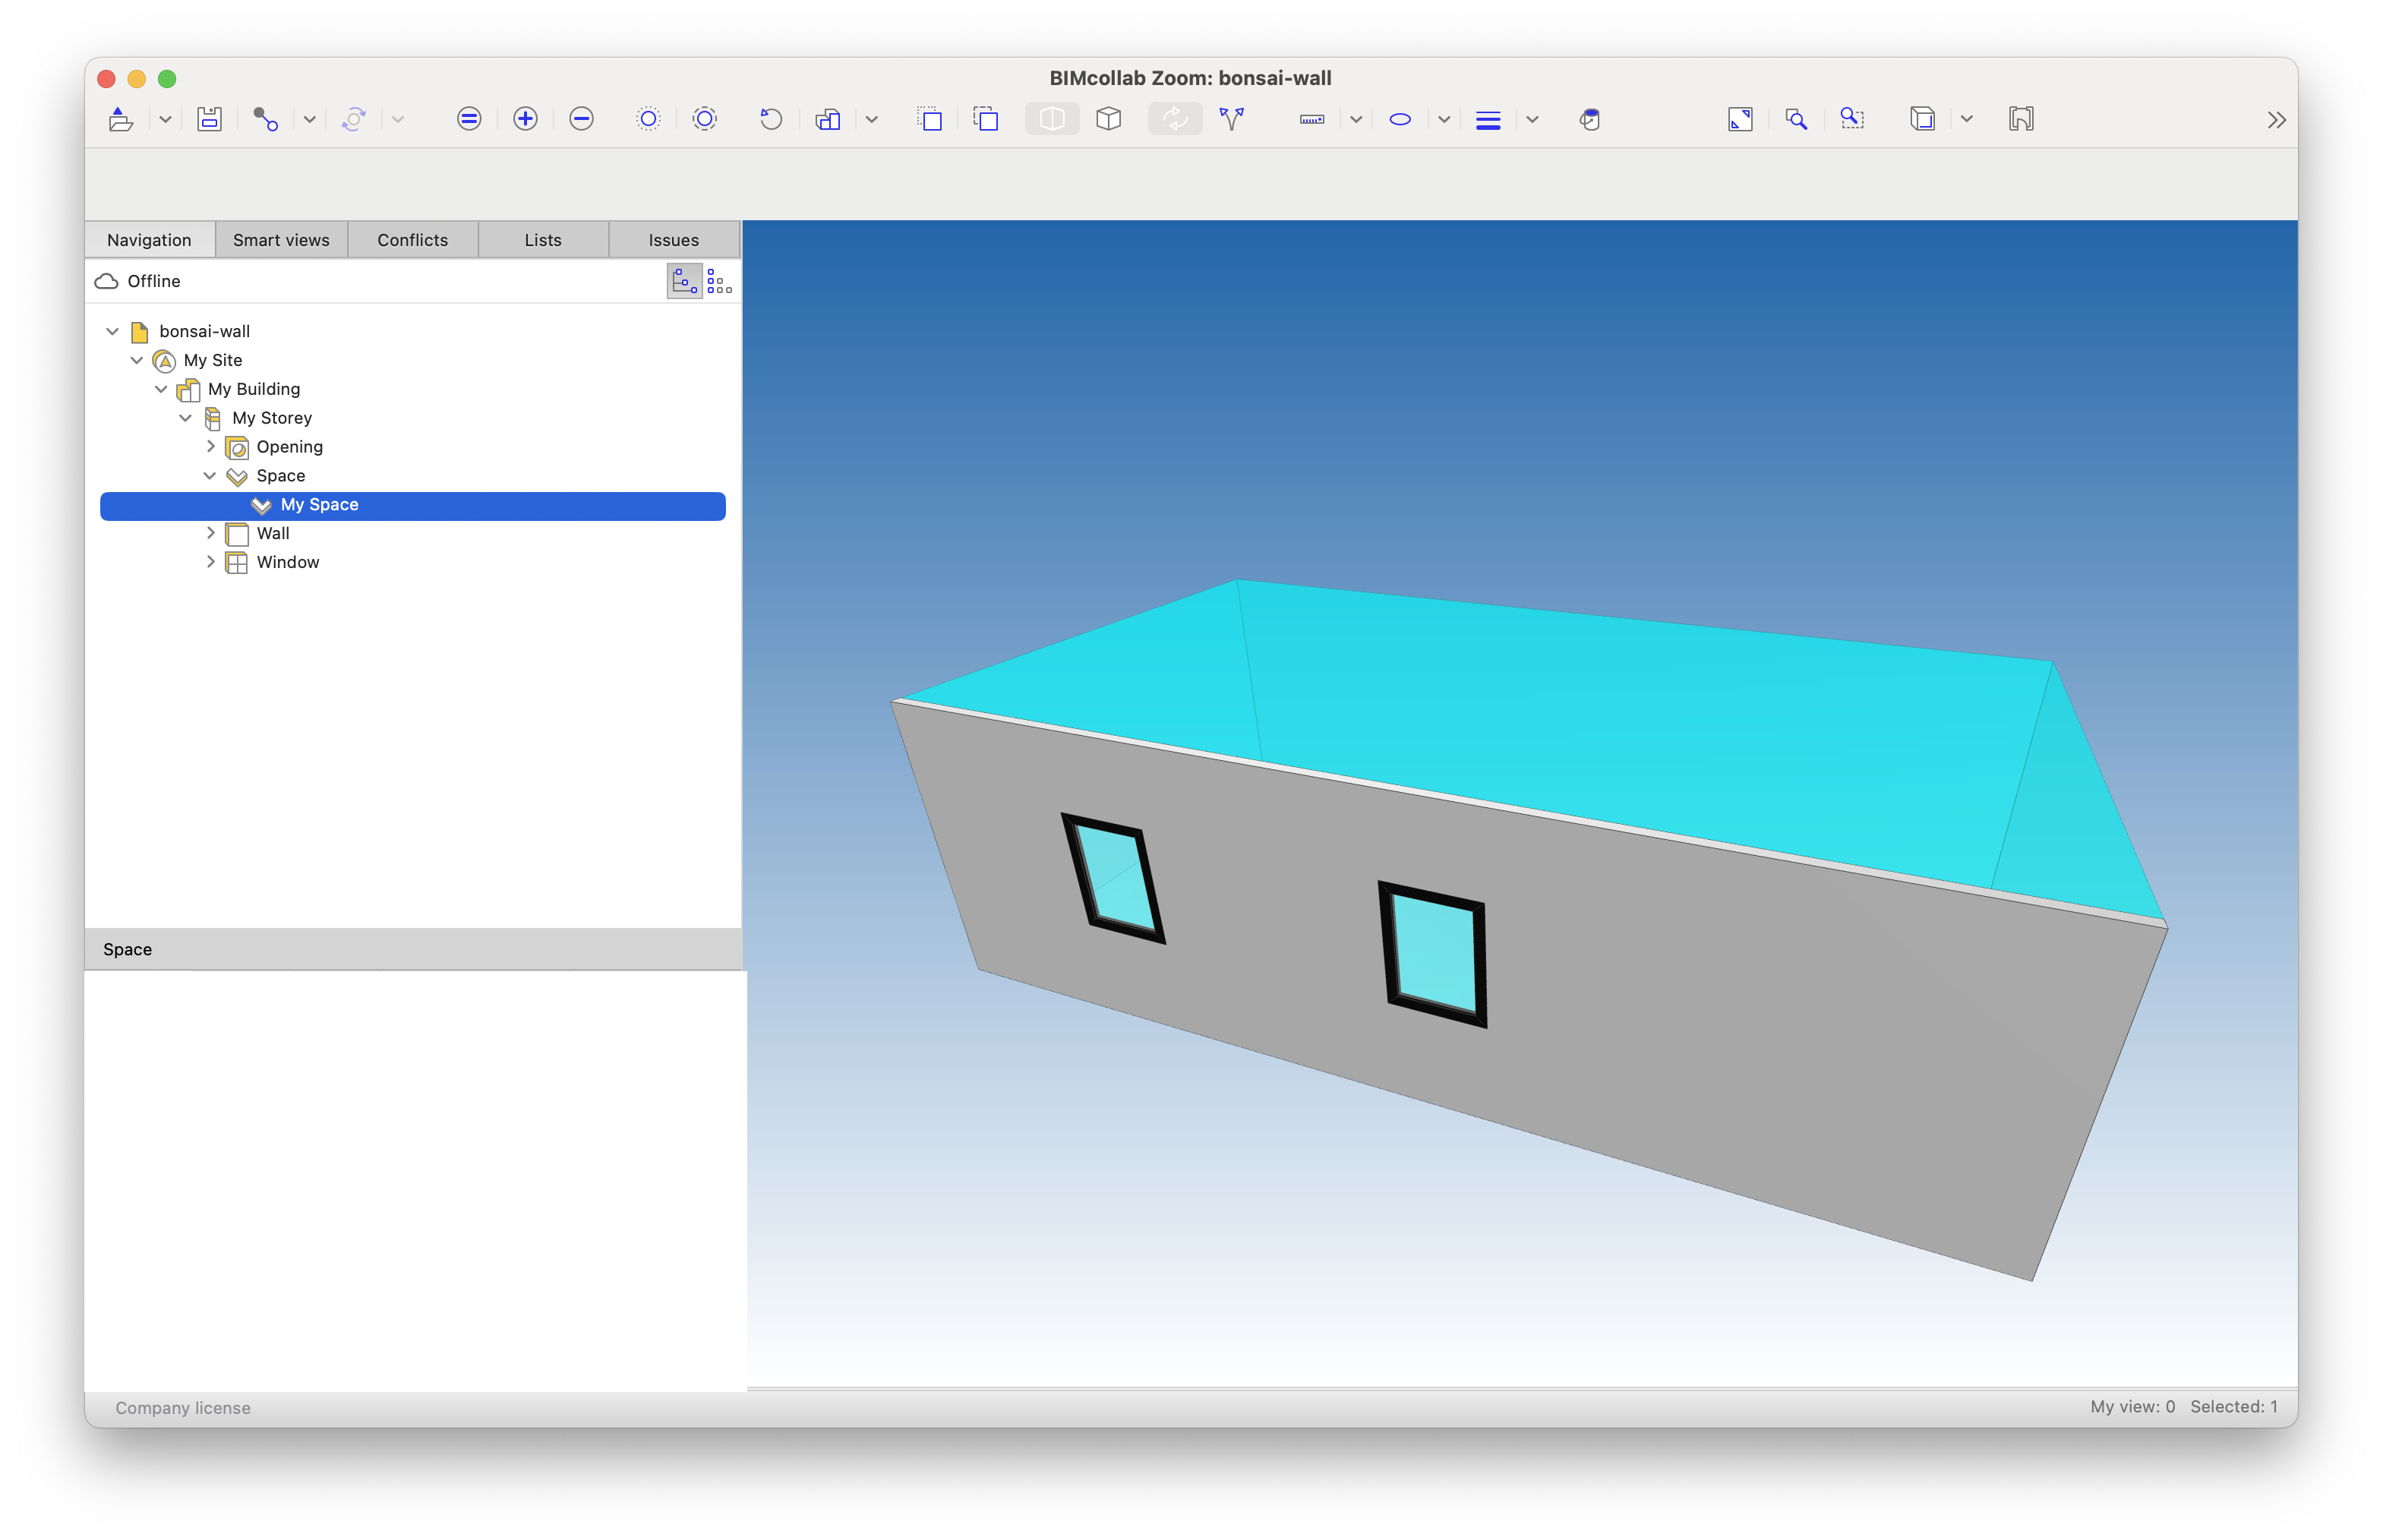 BIMcollab Zoom: bonsai-wall
Navigation Smart views Conflicts Lists Issues
Offline
bonsai-wall
My Site
My Building
My Storey
Opening
Space
My Space
Wall
Window
Space
Company license
My view: 0 Selected: 1